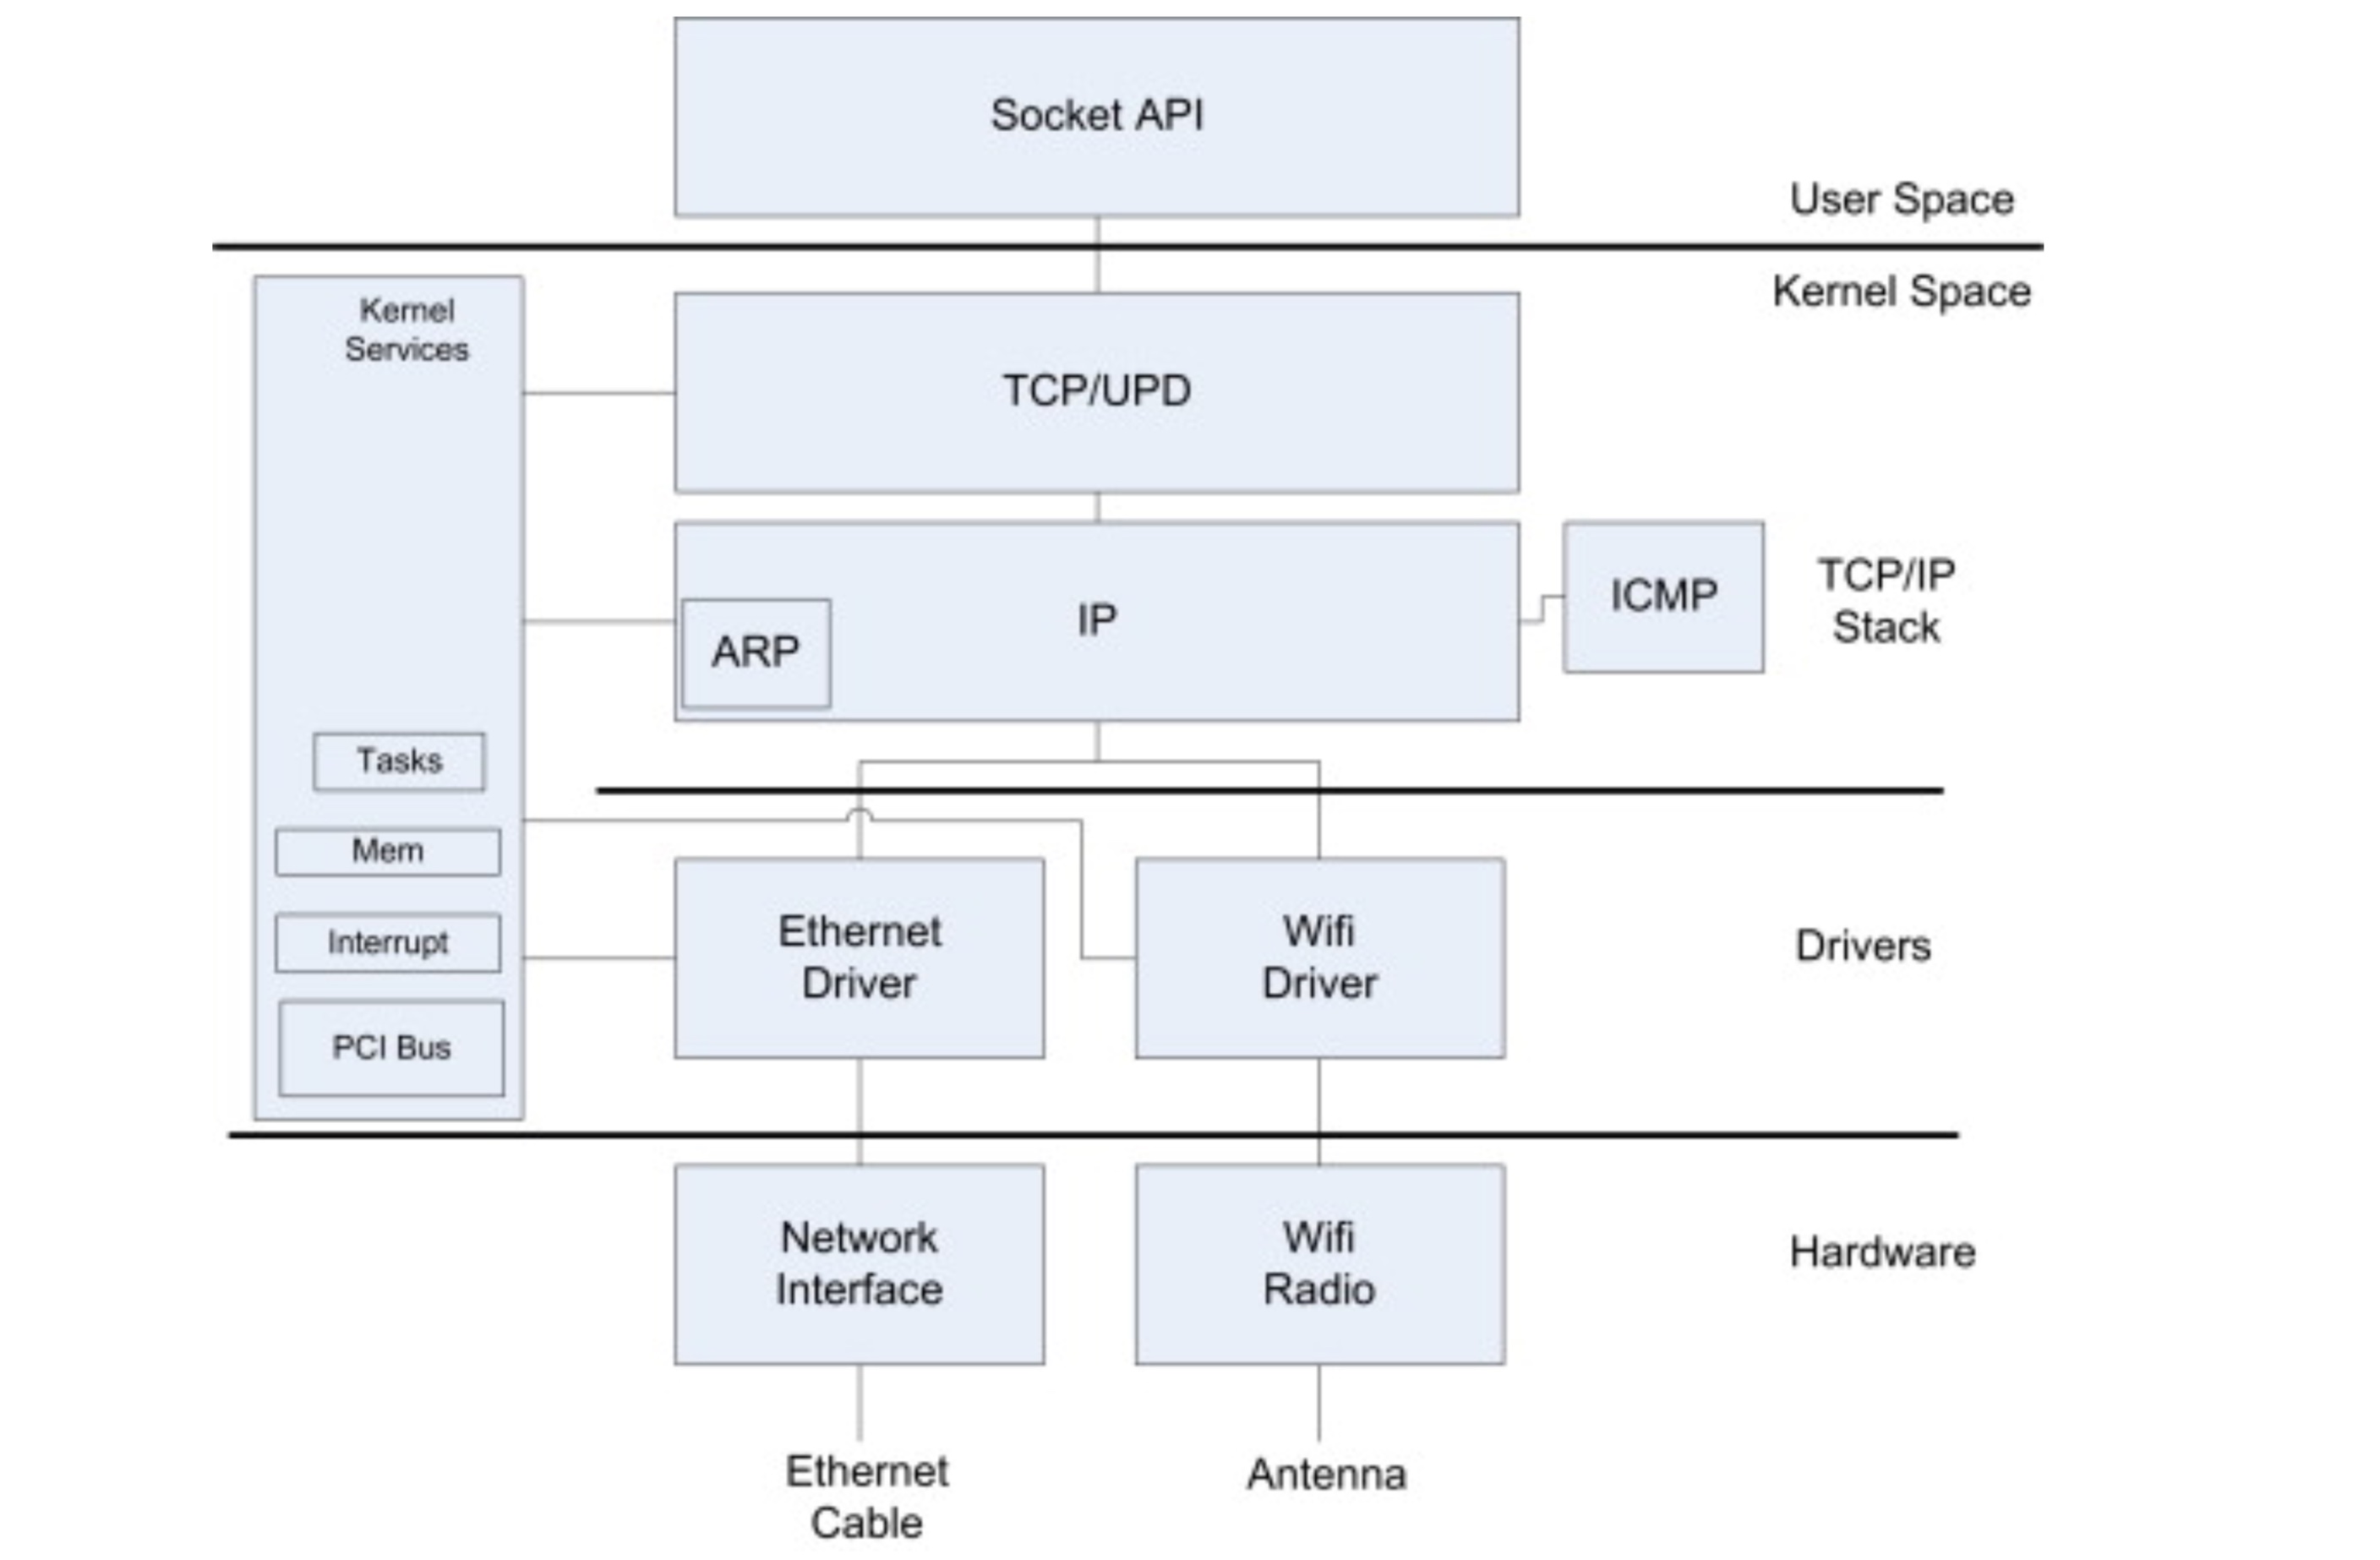 Socket API
User Space
Kernel Space
Kernel
Services
TCP/UPD
IP
ARP
ICMP
TCP/IP
Stack
Tasks
Mem
Interrupt
PCI Bus
Ethernet
Driver
Wifi
Driver
Drivers
Network
Interface
Wifi
Radio
Hardware
Ethernet
Cable
Antenna